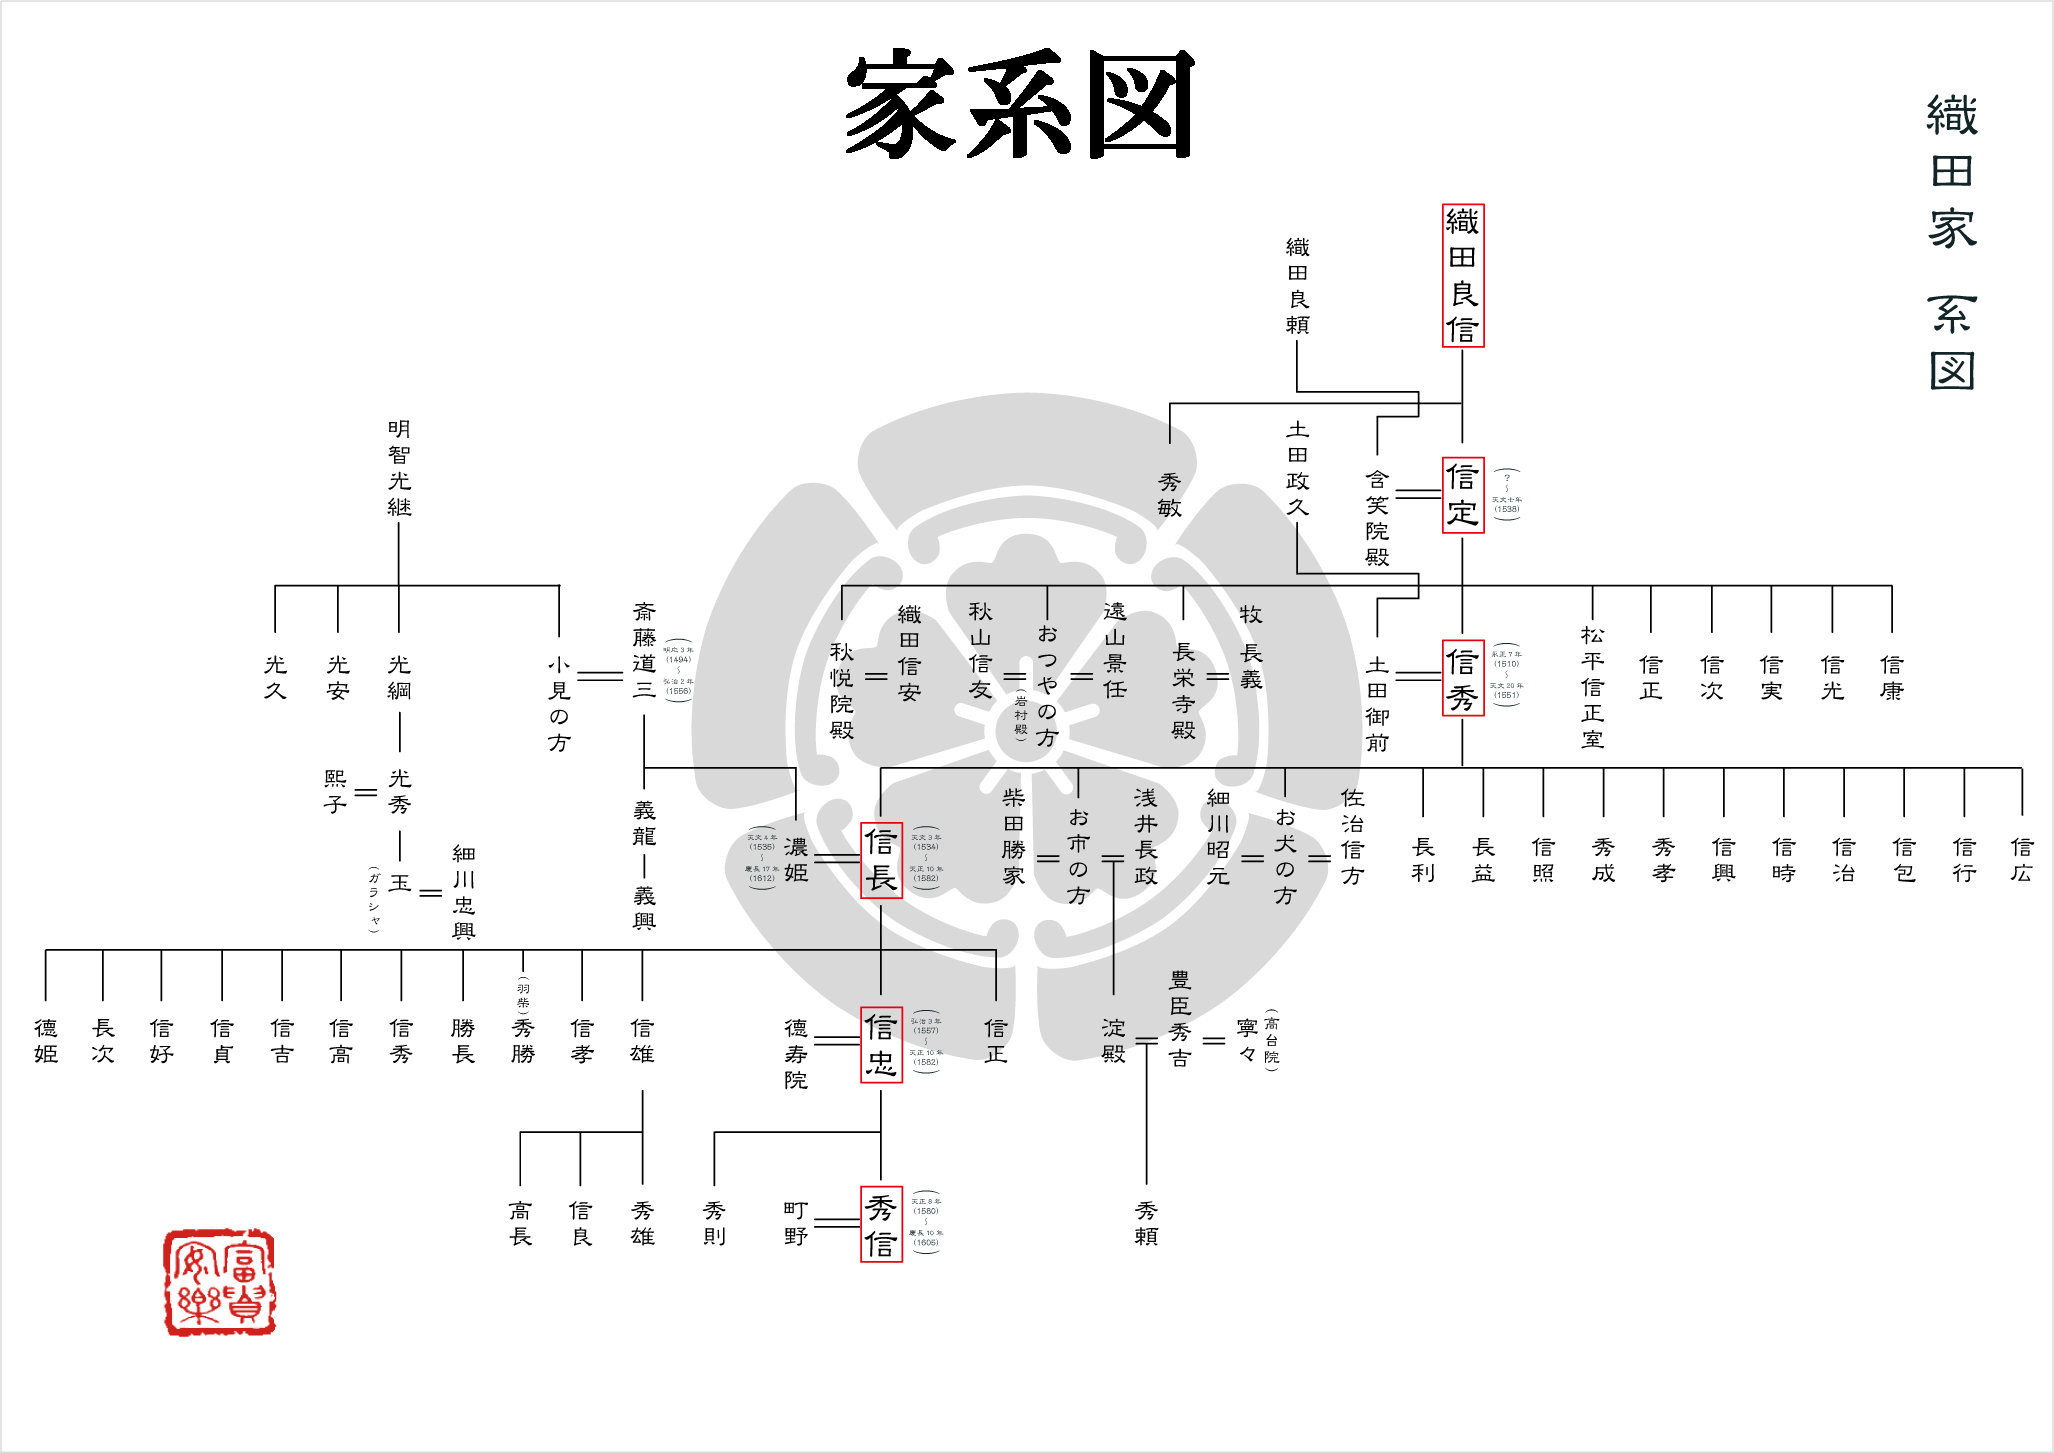 家系図
織田家 系図
織田良信
織田良頼
秀敏
土田政久
含笑院殿
信定
(?~天文七年(1538))
明智光継
光久
光安
光綱
小見の方
斎藤道三
(明応3年(1494)~弘治2年(1556))
秋悦院殿
織田信安
秋山信友
おつやの方
(岩村殿)
遠山景任
長栄寺殿
牧 長義
土田御前
信秀
(永正7年(1510)~天文20年(1551))
松平信正室
信正
信次
信実
信光
信康
熙子
光秀
玉
(ガラシャ)
細川忠興
義龍
義興
(天文4年(1535)~慶長17年(1612))
濃姫
信長
(天文3年(1534)~天正10年(1582))
柴田勝家
お市の方
浅井長政
細川昭元
お犬の方
佐治信方
長利
長益
信照
秀成
秀孝
信興
信時
信治
信包
信行
信広
徳姫
長次
信好
信貞
信吉
信高
信秀
勝長
(羽柴)秀勝
信孝
信雄
徳寿院
信忠
(弘治3年(1557)~天正10年(1582))
信正
淀殿
豊臣秀吉
寧々
(高台院)
高長
信良
秀雄
秀則
町野
秀信
(天正8年(1580)~慶長10年(1605))
秀頼
富貴安樂